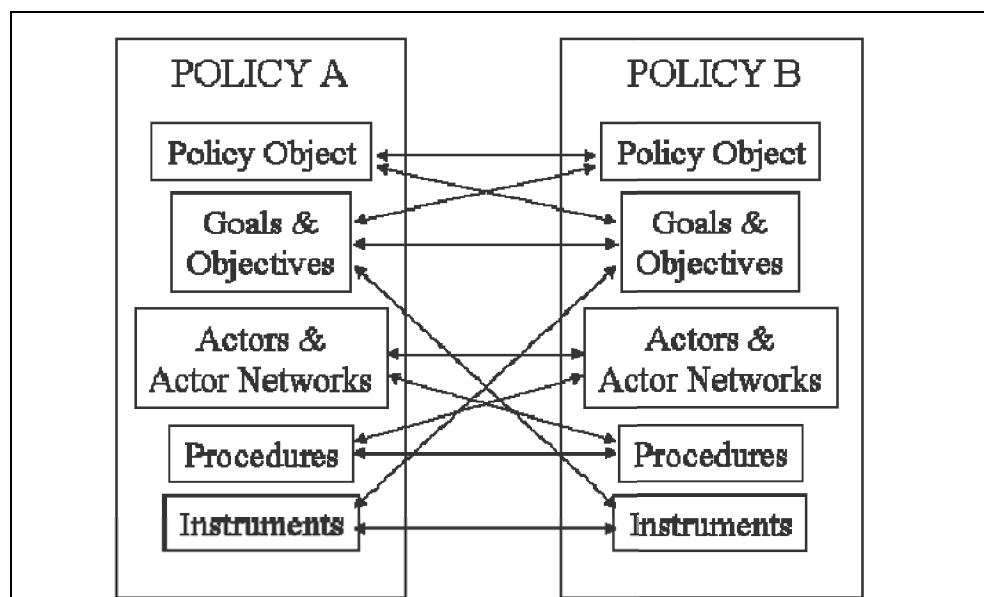 POLICY A
Policy Object
Goals &
Objectives
Actors &
Actor Networks
Procedures
Instruments
POLICY B
Policy Object
Goals &
Objectives
Actors &
Actor Networks
Procedures
Instruments